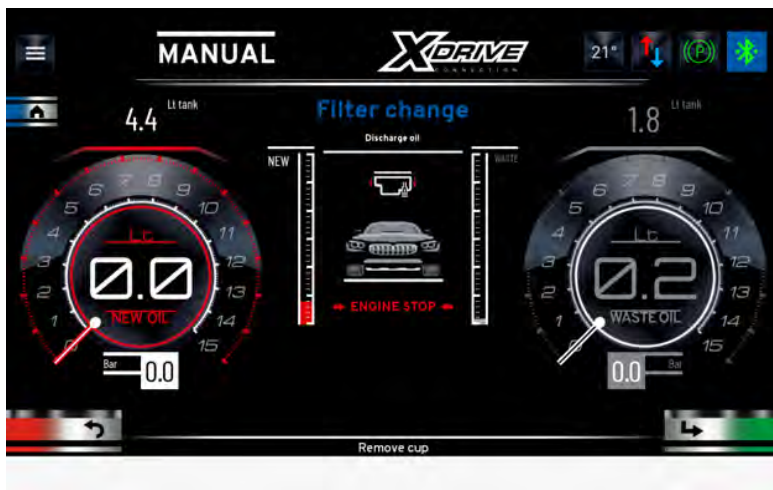 MANUAL
XDRIVE
CONNECTION
21°
(P)
4.4 Lt tank
Filter change
1.8 Lt tank
Discharge oil
NEW
WASTE
0 1 2 3 4 5 6 7 8 9 10 11 12 13 14 15
Lt
0.0
NEW OIL
Bar
0.0
ENGINE STOP
0 1 2 3 4 5 6 7 8 9 10 11 12 13 14 15
Lt
0.2
WASTE OIL
0.0
Bar
Remove cup